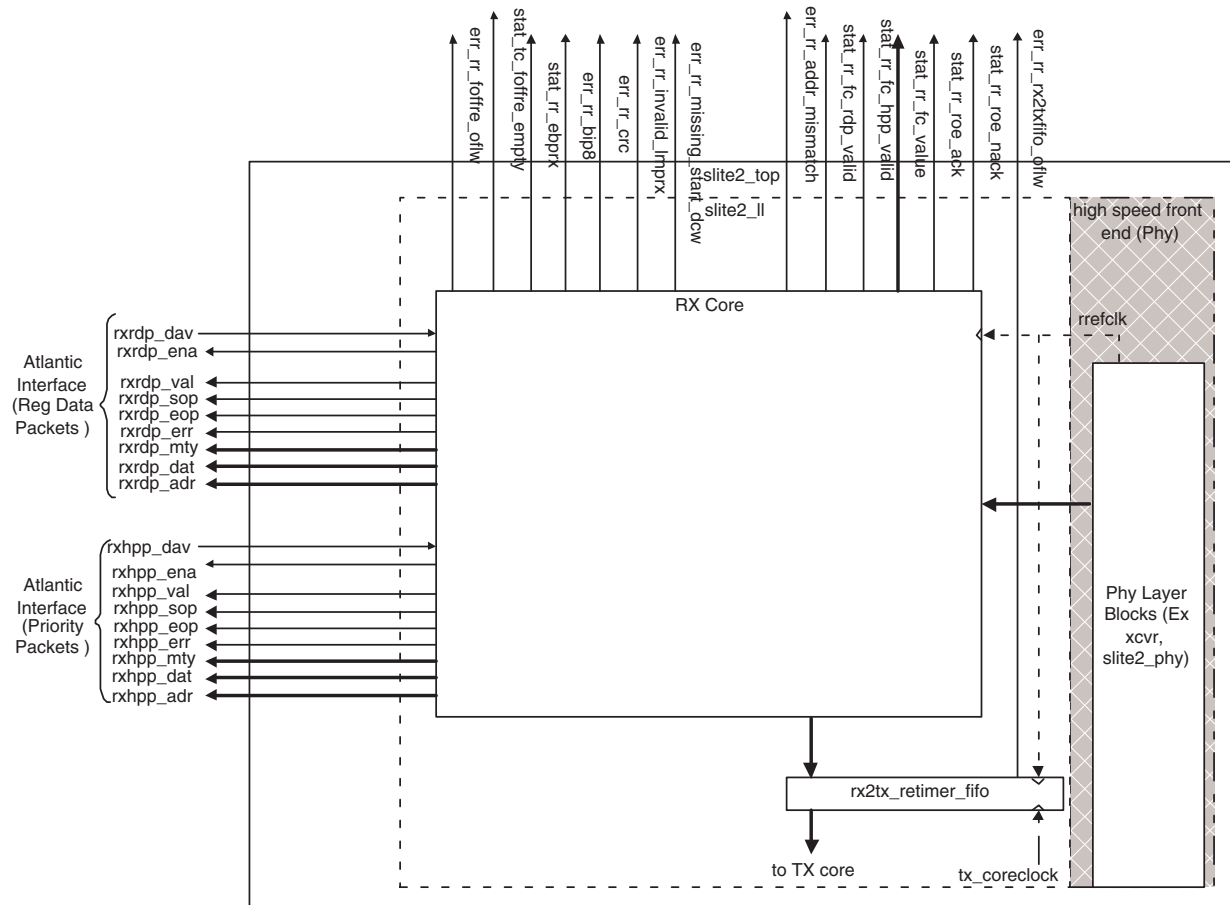 err_rr_foffre_oflw
stat_tc_foffre_empty
stat_rr_ebprx
err_rr_bip8
err_rr_crc
err_rr_invalid_lmprx
err_rr_missing_start_dcw
err_rr_addr_mismatch
stat_rr_fc_rdp_valid
stat_rr_fc_hpp_valid
stat_rr_fc_value
stat_rr_roe_ack
stat_rr_roe_nack
err_rr_rx2txfifo_oflw
slite2_top
slite2_ll
high speed front
end (Phy)
RX Core
rrefclk
Atlantic
Interface
(Reg Data
Packets )
rxrdp_dav
rxrdp_ena
rxrdp_val
rxrdp_sop
rxrdp_eop
rxrdp_err
rxrdp_mty
rxrdp_dat
rxrdp_adr
Atlantic
Interface
(Priority
Packets )
rxhpp_dav
rxhpp_ena
rxhpp_val
rxhpp_sop
rxhpp_eop
rxhpp_err
rxhpp_mty
rxhpp_dat
rxhpp_adr
Phy Layer
Blocks (Ex
xcvr,
slite2_phy)
rx2tx_retimer_fifo
to TX core
tx_coreclock